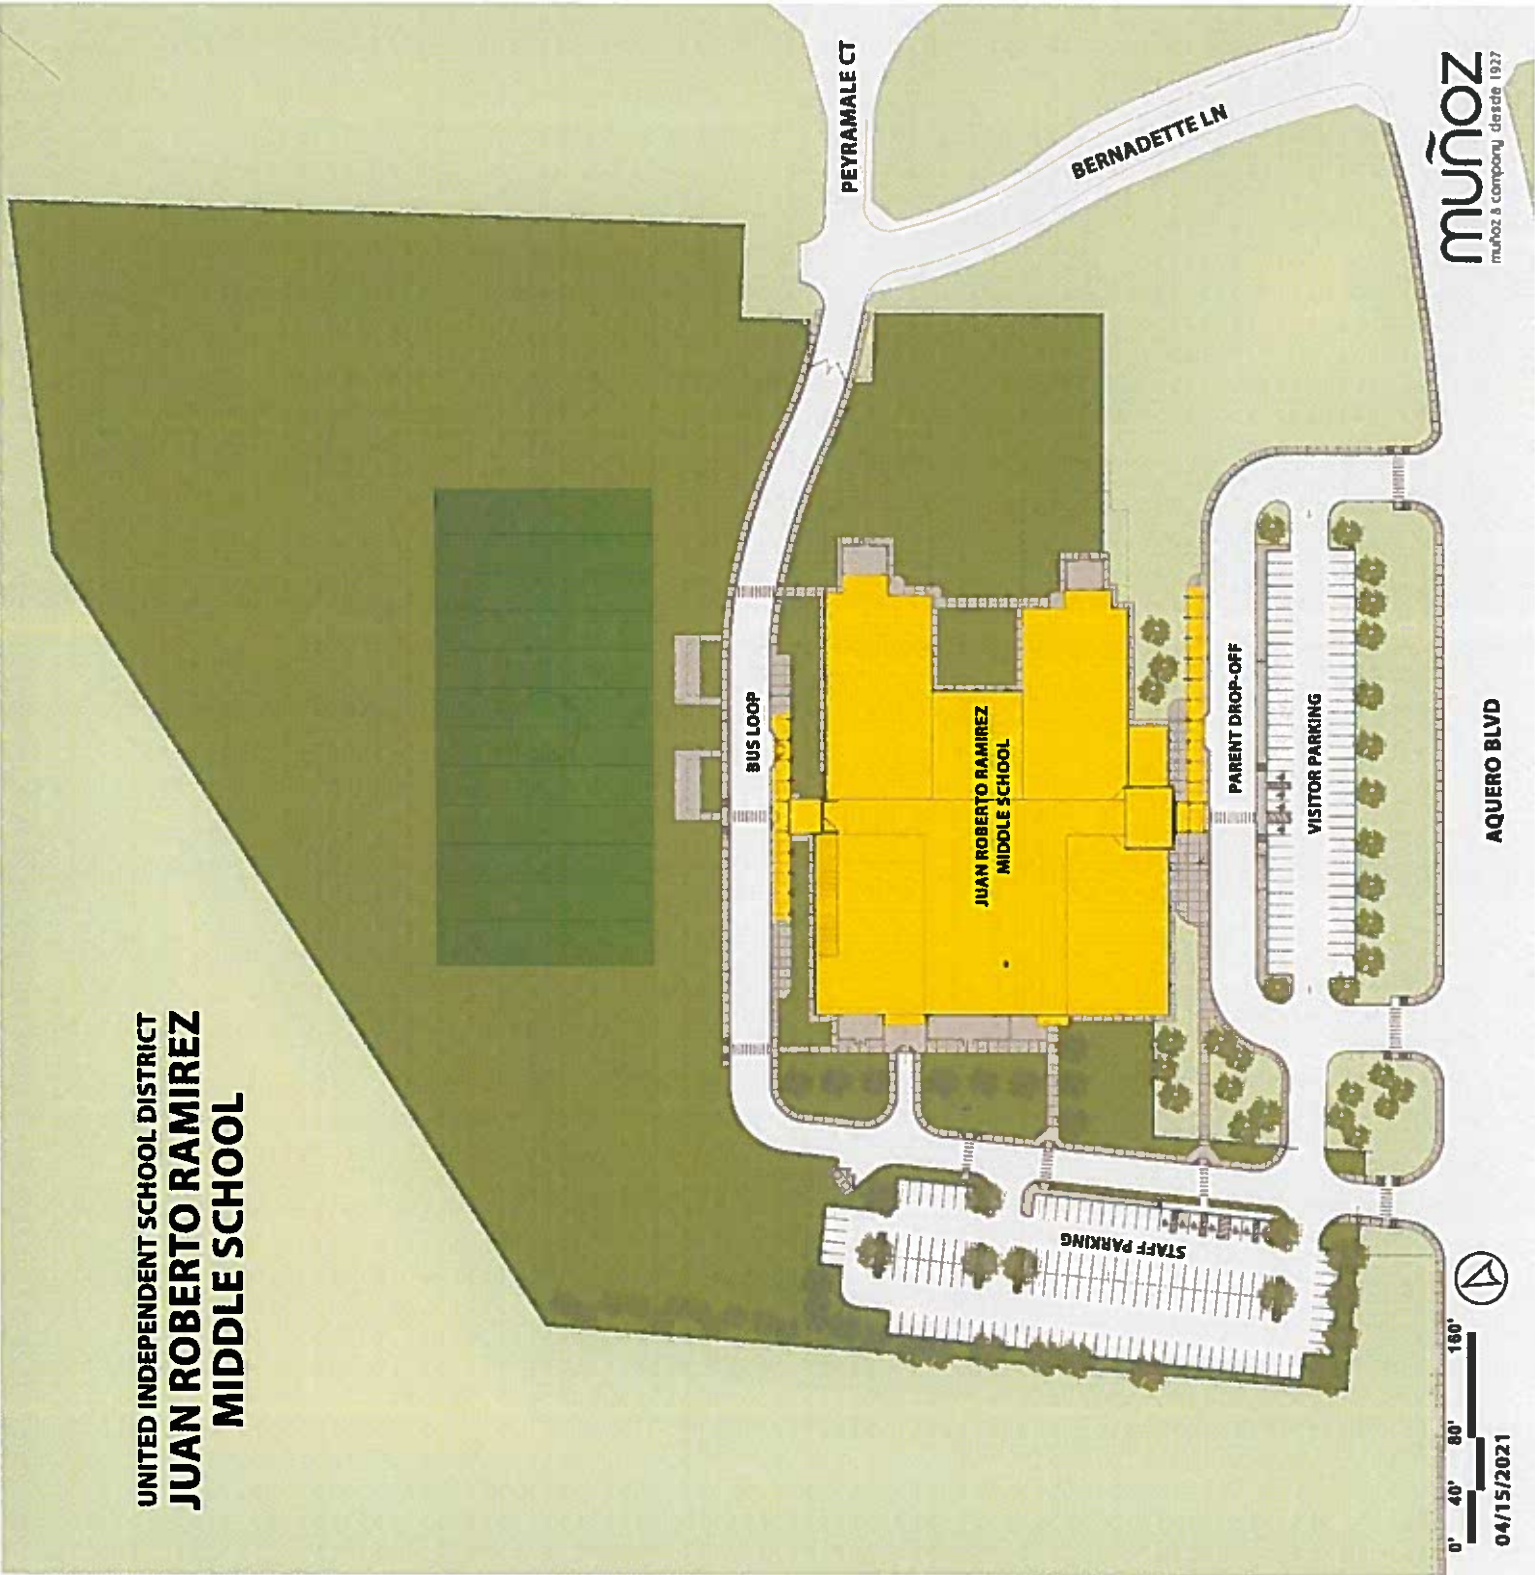 UNITED INDEPENDENT SCHOOL DISTRICT
JUAN ROBERTO RAMIREZ
MIDDLE SCHOOL
PEYRAMALE CT
BERNADETTE LN
BUS LOOP
JUAN ROBERTO RAMIREZ
MIDDLE SCHOOL
PARENT DROP-OFF
VISITOR PARKING
AQUERO BLVD
STAFF PARKING
0' 40' 80' 160'
04/15/2021
muñoz
muñoz & company desde 1927